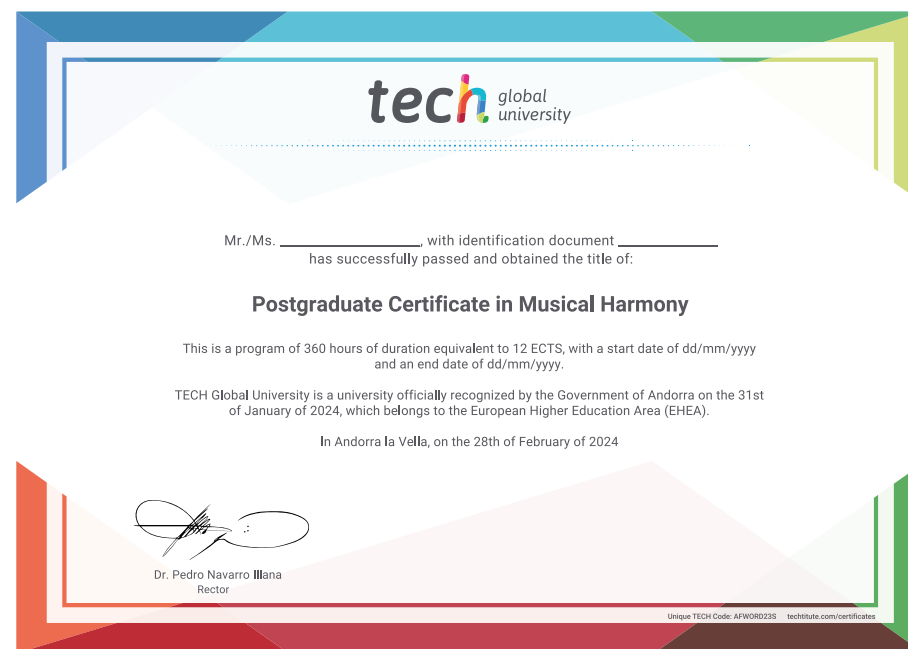 tech global
university
Mr./Ms. ____________________, with identification document ______________
has successfully passed and obtained the title of:
Postgraduate Certificate in Musical Harmony
This is a program of 360 hours of duration equivalent to 12 ECTS, with a start date of dd/mm/yyyy
and an end date of dd/mm/yyyy.
TECH Global University is a university officially recognized by the Government of Andorra on the 31st
of January of 2024, which belongs to the European Higher Education Area (EHEA).
In Andorra la Vella, on the 28th of February of 2024
Dr. Pedro Navarro Illana
Rector
Unique TECH Code: AFWORD23S techtitute.com/certificates